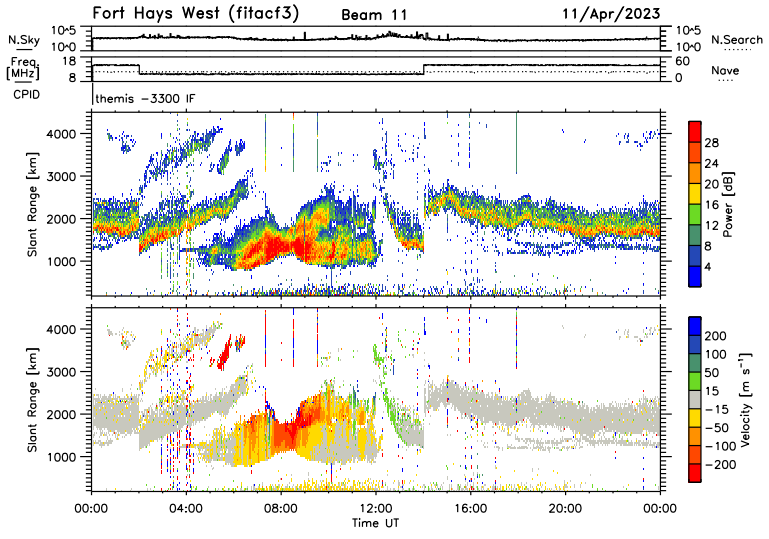 Fort Hays West (fitacf3) Beam 11 11/Apr/2023
N.Sky 10^5 10^0 10^5 10^0 N.Search
Freq. [MHz] 18 8 60 0 Nave
CPID themis -3300 IF
Slant Range [km] 4000 3000 2000 1000
Power [dB] 28 24 20 16 12 8 4
Slant Range [km] 4000 3000 2000 1000
Velocity [m s⁻¹] 200 100 50 15 -15 -50 -100 -200
00:00 04:00 08:00 12:00 16:00 20:00 00:00
Time UT